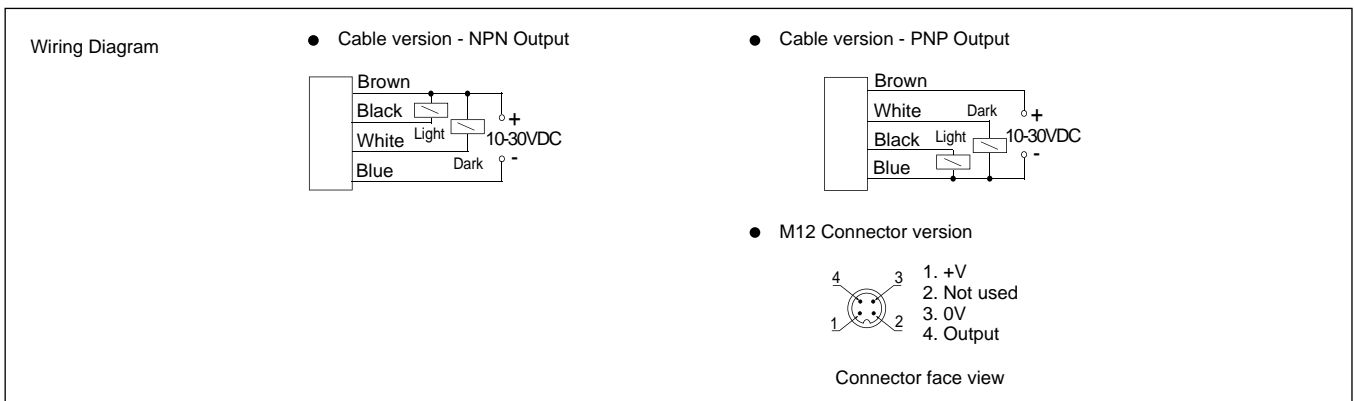 Wiring Diagram
● Cable version - NPN Output
Brown
Black
Light
White
Dark
Blue
+
10-30VDC
-
● Cable version - PNP Output
Brown
White
Dark
Black
Light
Blue
+
10-30VDC
-
● M12 Connector version
4 3
1 2
1. +V
2. Not used
3. 0V
4. Output
Connector face view